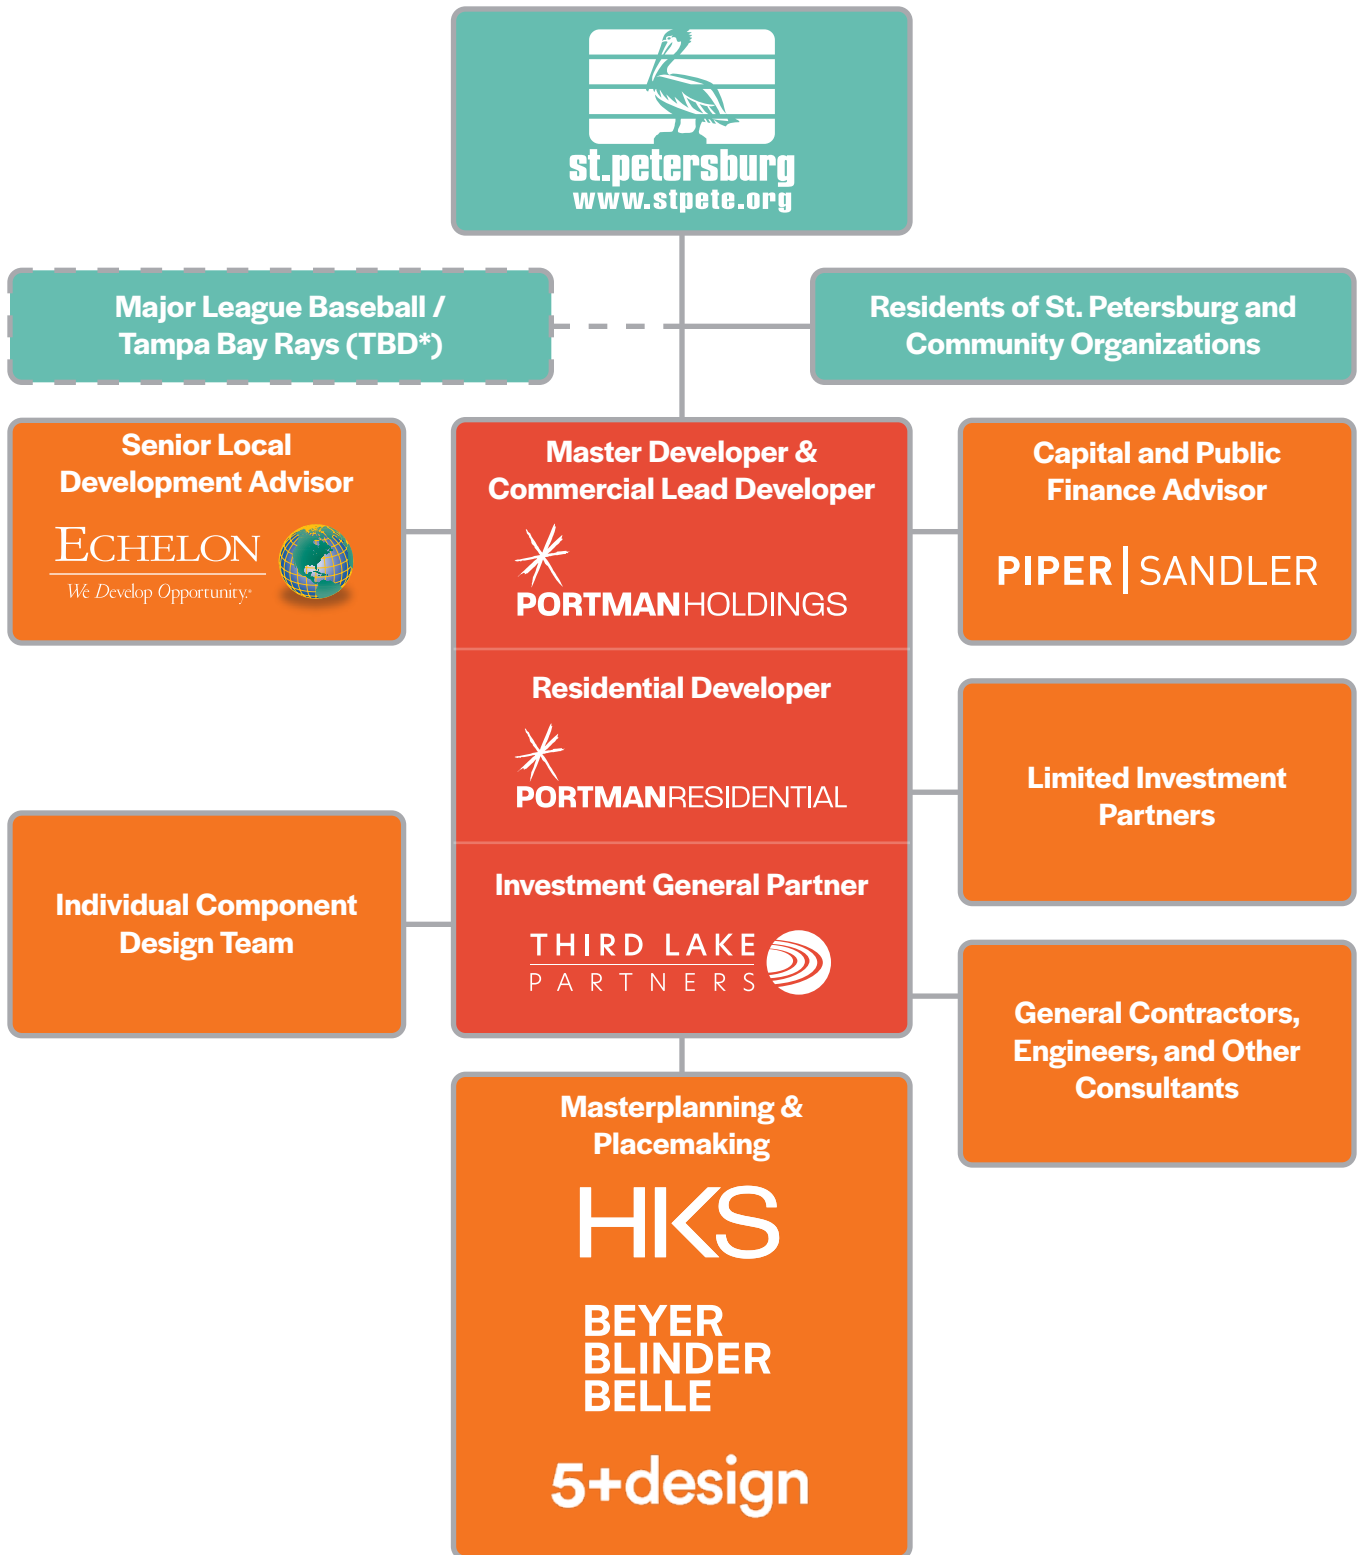 st.petersburg
www.stpete.org
Major League Baseball /
Tampa Bay Rays (TBD*)
Residents of St. Petersburg and
Community Organizations
Senior Local
Development Advisor
ECHELON
We Develop Opportunity.®
Master Developer &
Commercial Lead Developer
PORTMANHOLDINGS
Capital and Public
Finance Advisor
PIPER|SANDLER
Residential Developer
PORTMANRESIDENTIAL
Limited Investment
Partners
Individual Component
Design Team
Investment General Partner
THIRD LAKE
PARTNERS
General Contractors,
Engineers, and Other
Consultants
Masterplanning &
Placemaking
HKS
BEYER
BLINDER
BELLE
5+design